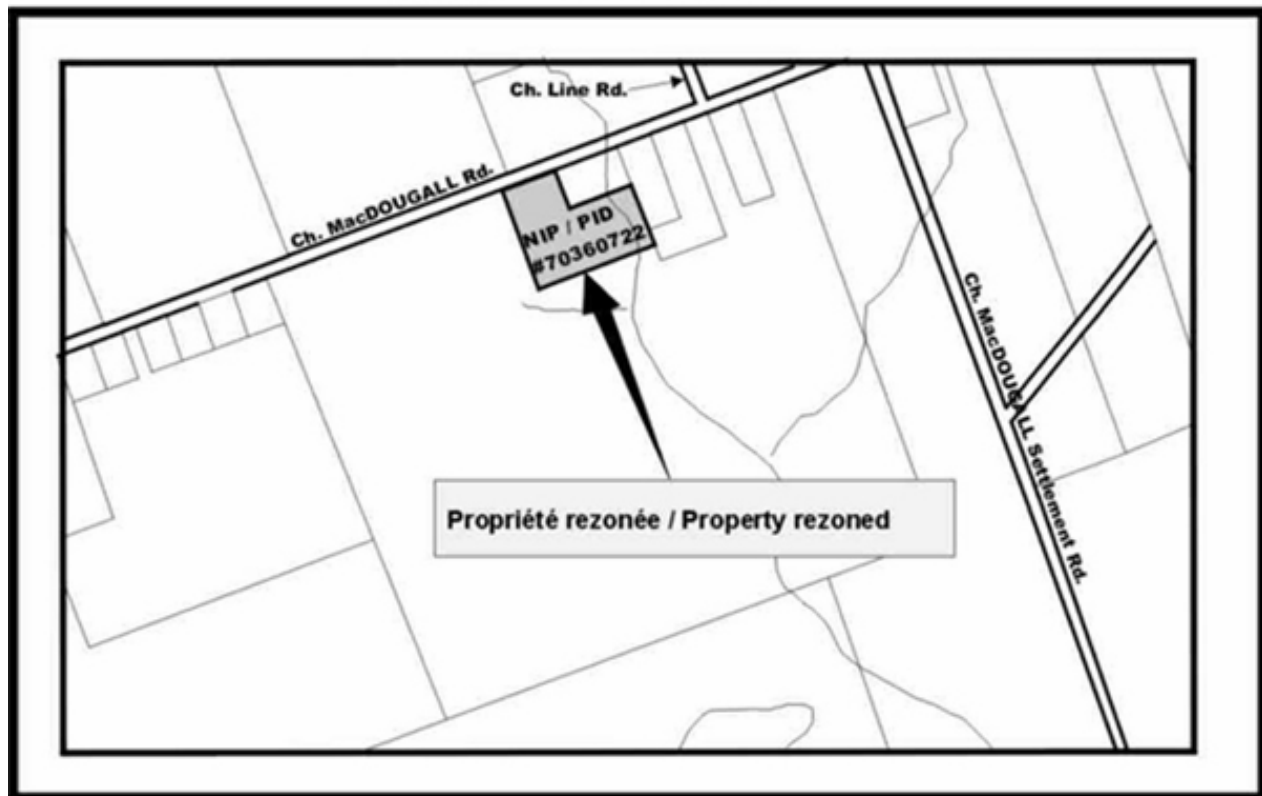 Ch. Line Rd.
Ch. MacDOUGALL Rd.
NIP / PID
#70360722
Ch. MacDOUGALL Settlement Rd.
Propriété rezonée / Property rezoned